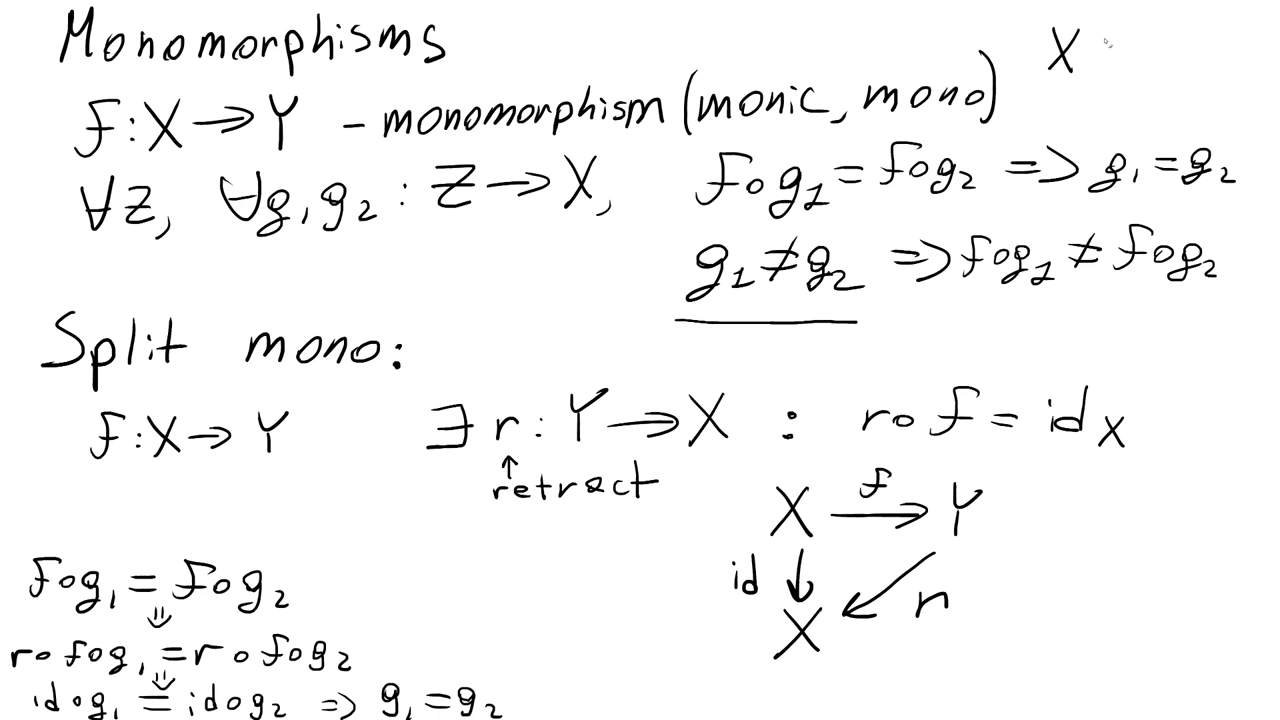 Monomorphisms
X
f : X → Y – monomorphism (monic, mono)
∀Z, ∀g₁ g₂ : Z → X, f∘g₁ = f∘g₂ => g₁ = g₂
g₁ ≠ g₂ => f∘g₁ ≠ f∘g₂
Split mono:
f : X → Y ∃ r : Y → X : r∘f = id_X
↑
retract
X f → Y
id ↓ ↙ r
X
f∘g₁ = f∘g₂
⇓
r∘f∘g₁ = r∘f∘g₂
⇓
id∘g₁ = id∘g₂ => g₁ = g₂